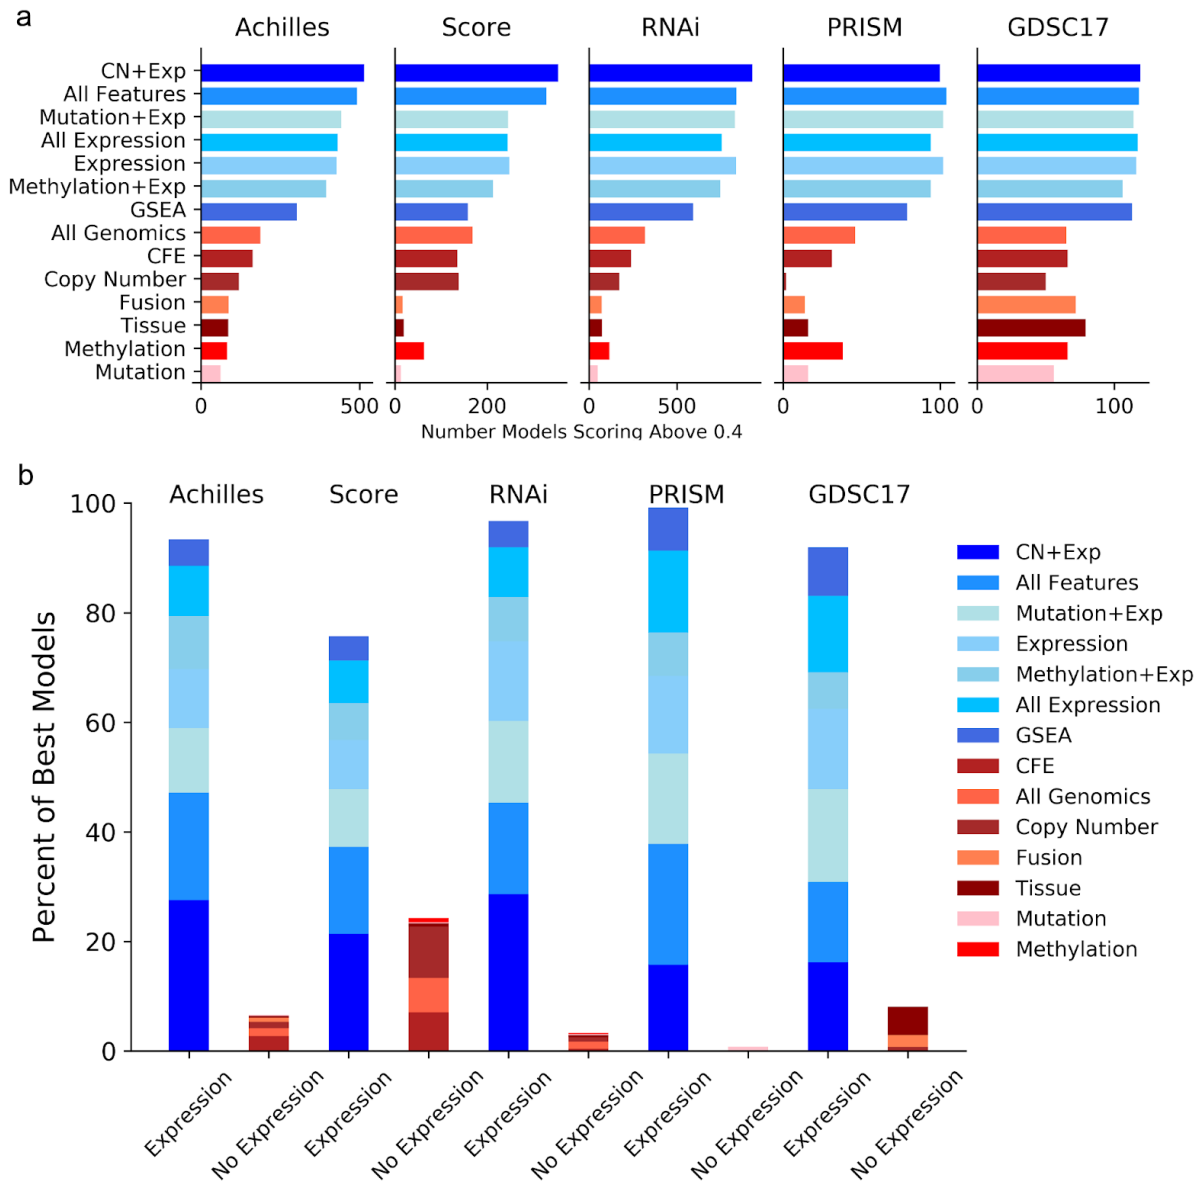 a
Achilles
Score
RNAi
PRISM
GDSC17
CN+Exp
All Features
Mutation+Exp
All Expression
Expression
Methylation+Exp
GSEA
All Genomics
CFE
Copy Number
Fusion
Tissue
Methylation
Mutation
0 500 0 200 0 500 0 100 0 100
Number Models Scoring Above 0.4
b
Achilles
Score
RNAi
PRISM
GDSC17
Percent of Best Models
100
80
60
40
20
0
Expression
No Expression
Expression
No Expression
Expression
No Expression
Expression
No Expression
Expression
No Expression
CN+Exp
All Features
Mutation+Exp
Expression
Methylation+Exp
All Expression
GSEA
CFE
All Genomics
Copy Number
Fusion
Tissue
Mutation
Methylation